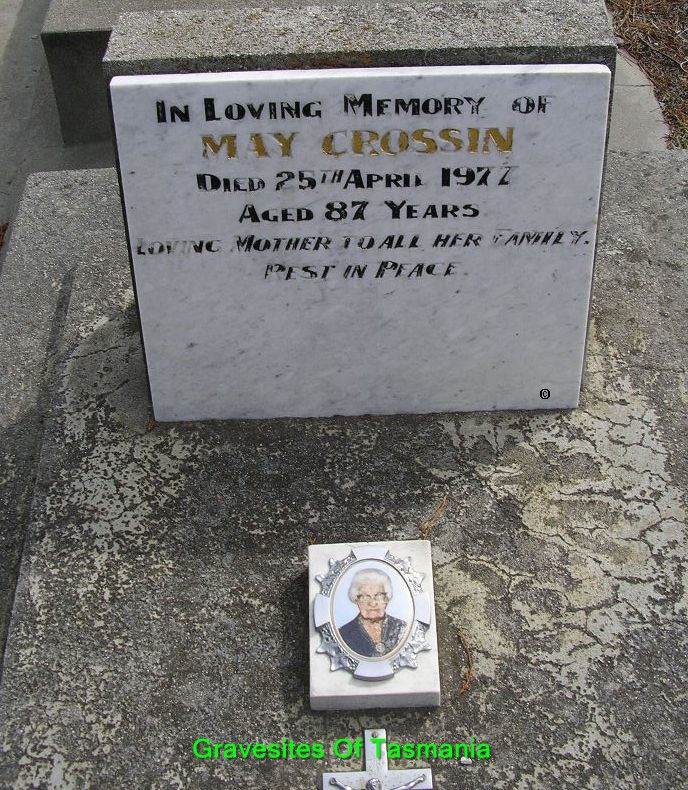 IN LOVING MEMORY OF
MAY CROSSIN
DIED 25TH APRIL 1977
AGED 87 YEARS
LOVING MOTHER TO ALL HER FAMILY.
REST IN PEACE.
©
Gravesites Of Tasmania